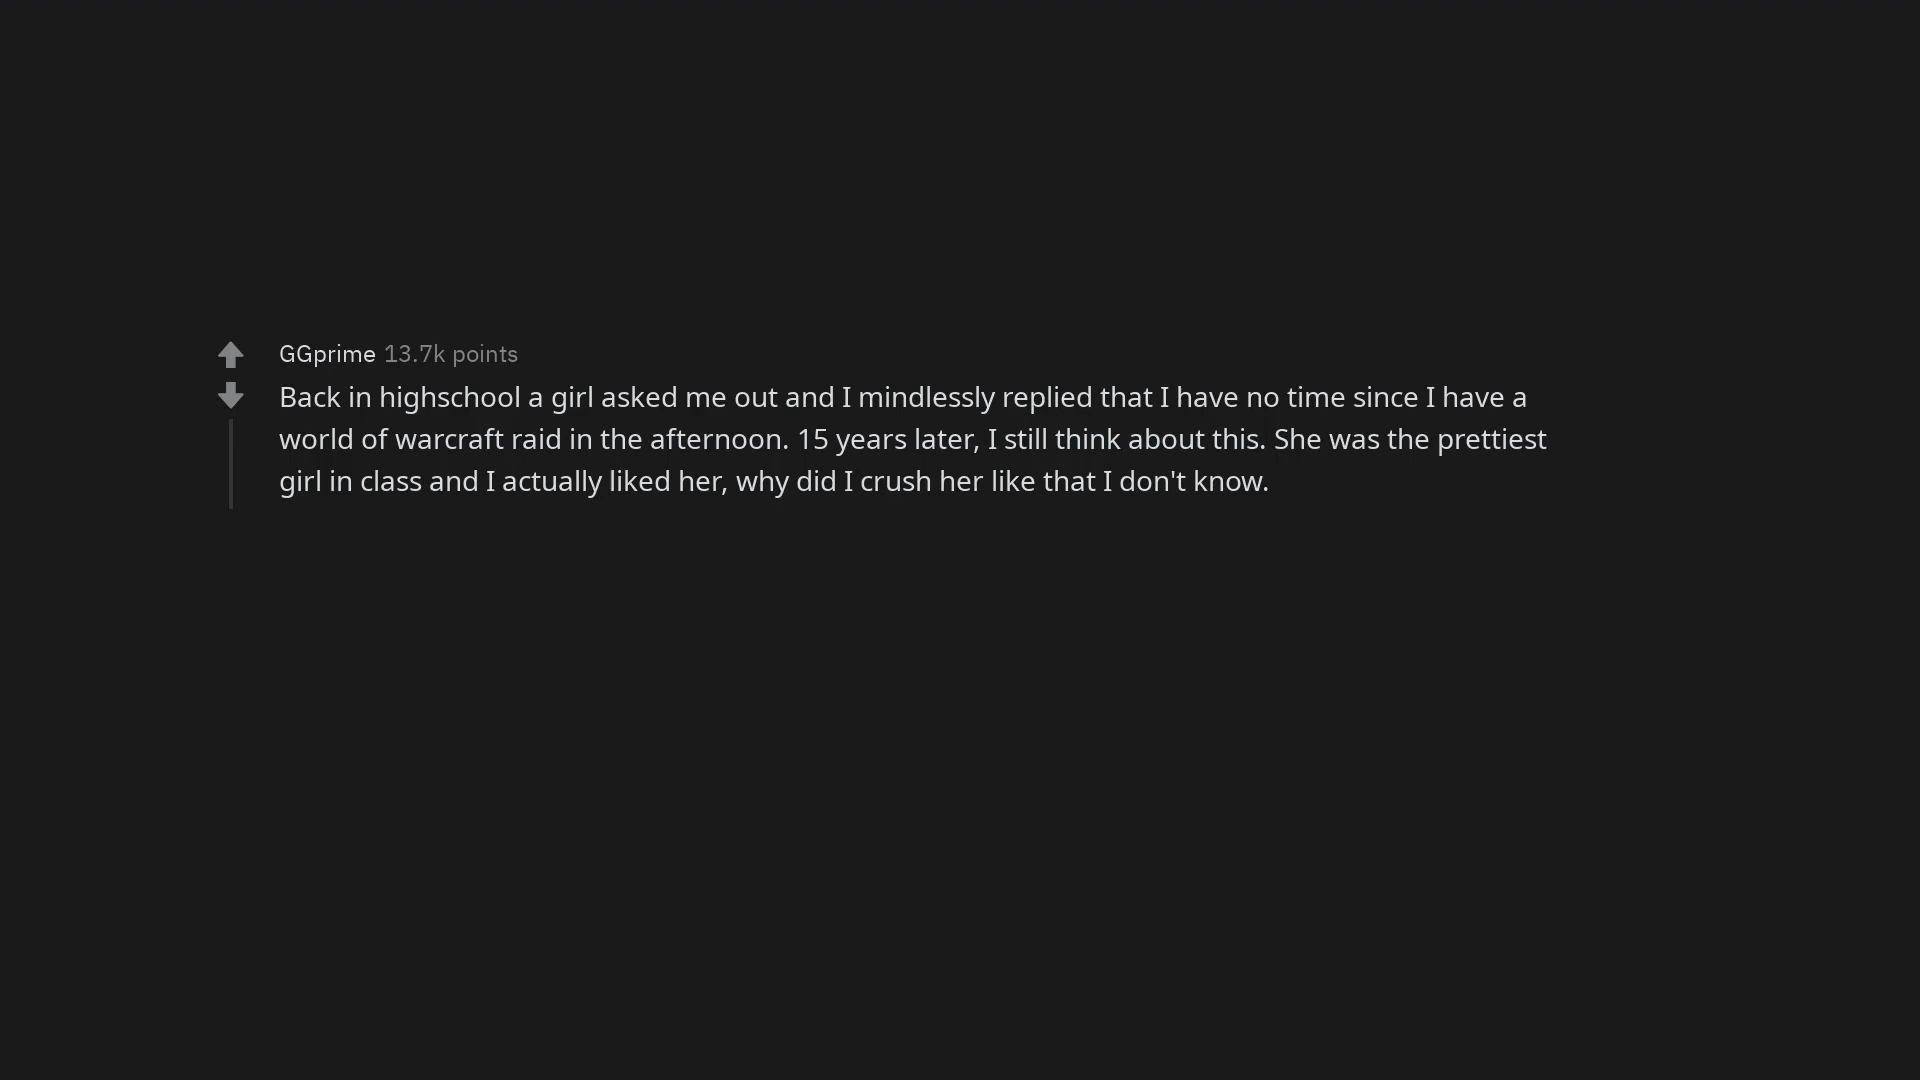 GGprime 13.7k points
Back in highschool a girl asked me out and I mindlessly replied that I have no time since I have a
world of warcraft raid in the afternoon. 15 years later, I still think about this. She was the prettiest
girl in class and I actually liked her, why did I crush her like that I don't know.